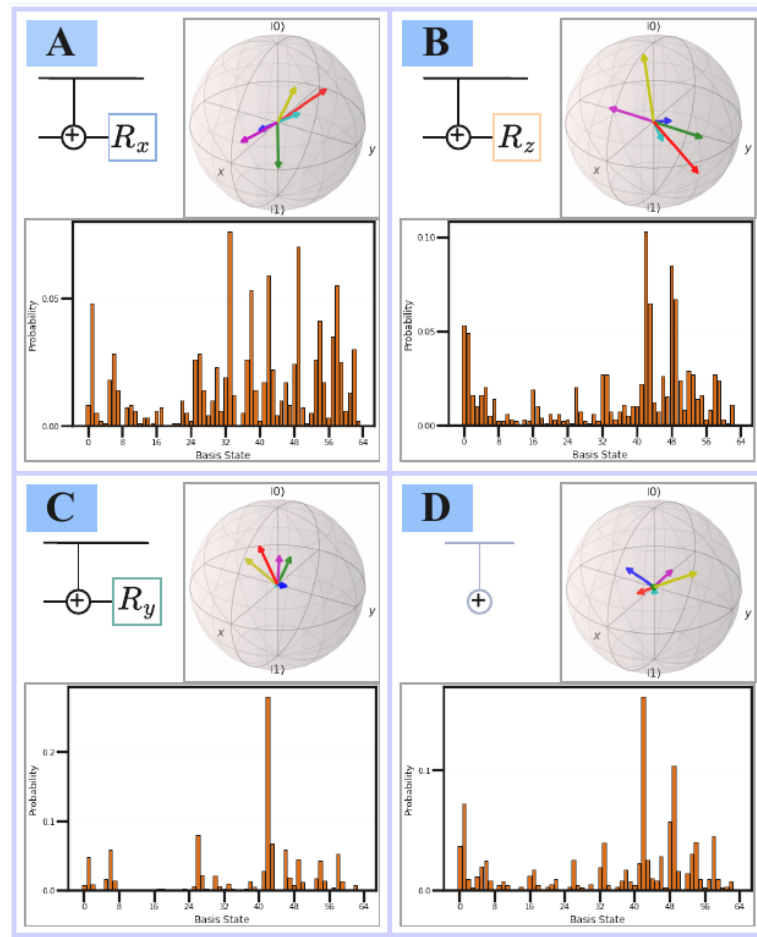 A
|0⟩
R_x
x
y
|1⟩
Probability
0.05
0.00
0 8 16 24 32 40 48 56 64
Basis State
B
|0⟩
R_z
x
y
|1⟩
Probability
0.10
0.05
0.00
0 8 16 24 32 40 48 56 64
Basis State
C
|0⟩
R_y
x
y
|1⟩
Probability
0.2
0.1
0.0
0 8 16 24 32 40 48 56 64
Basis State
D
|0⟩
x
y
|1⟩
Probability
0.1
0.0
0 8 16 24 32 40 48 56 64
Basis State